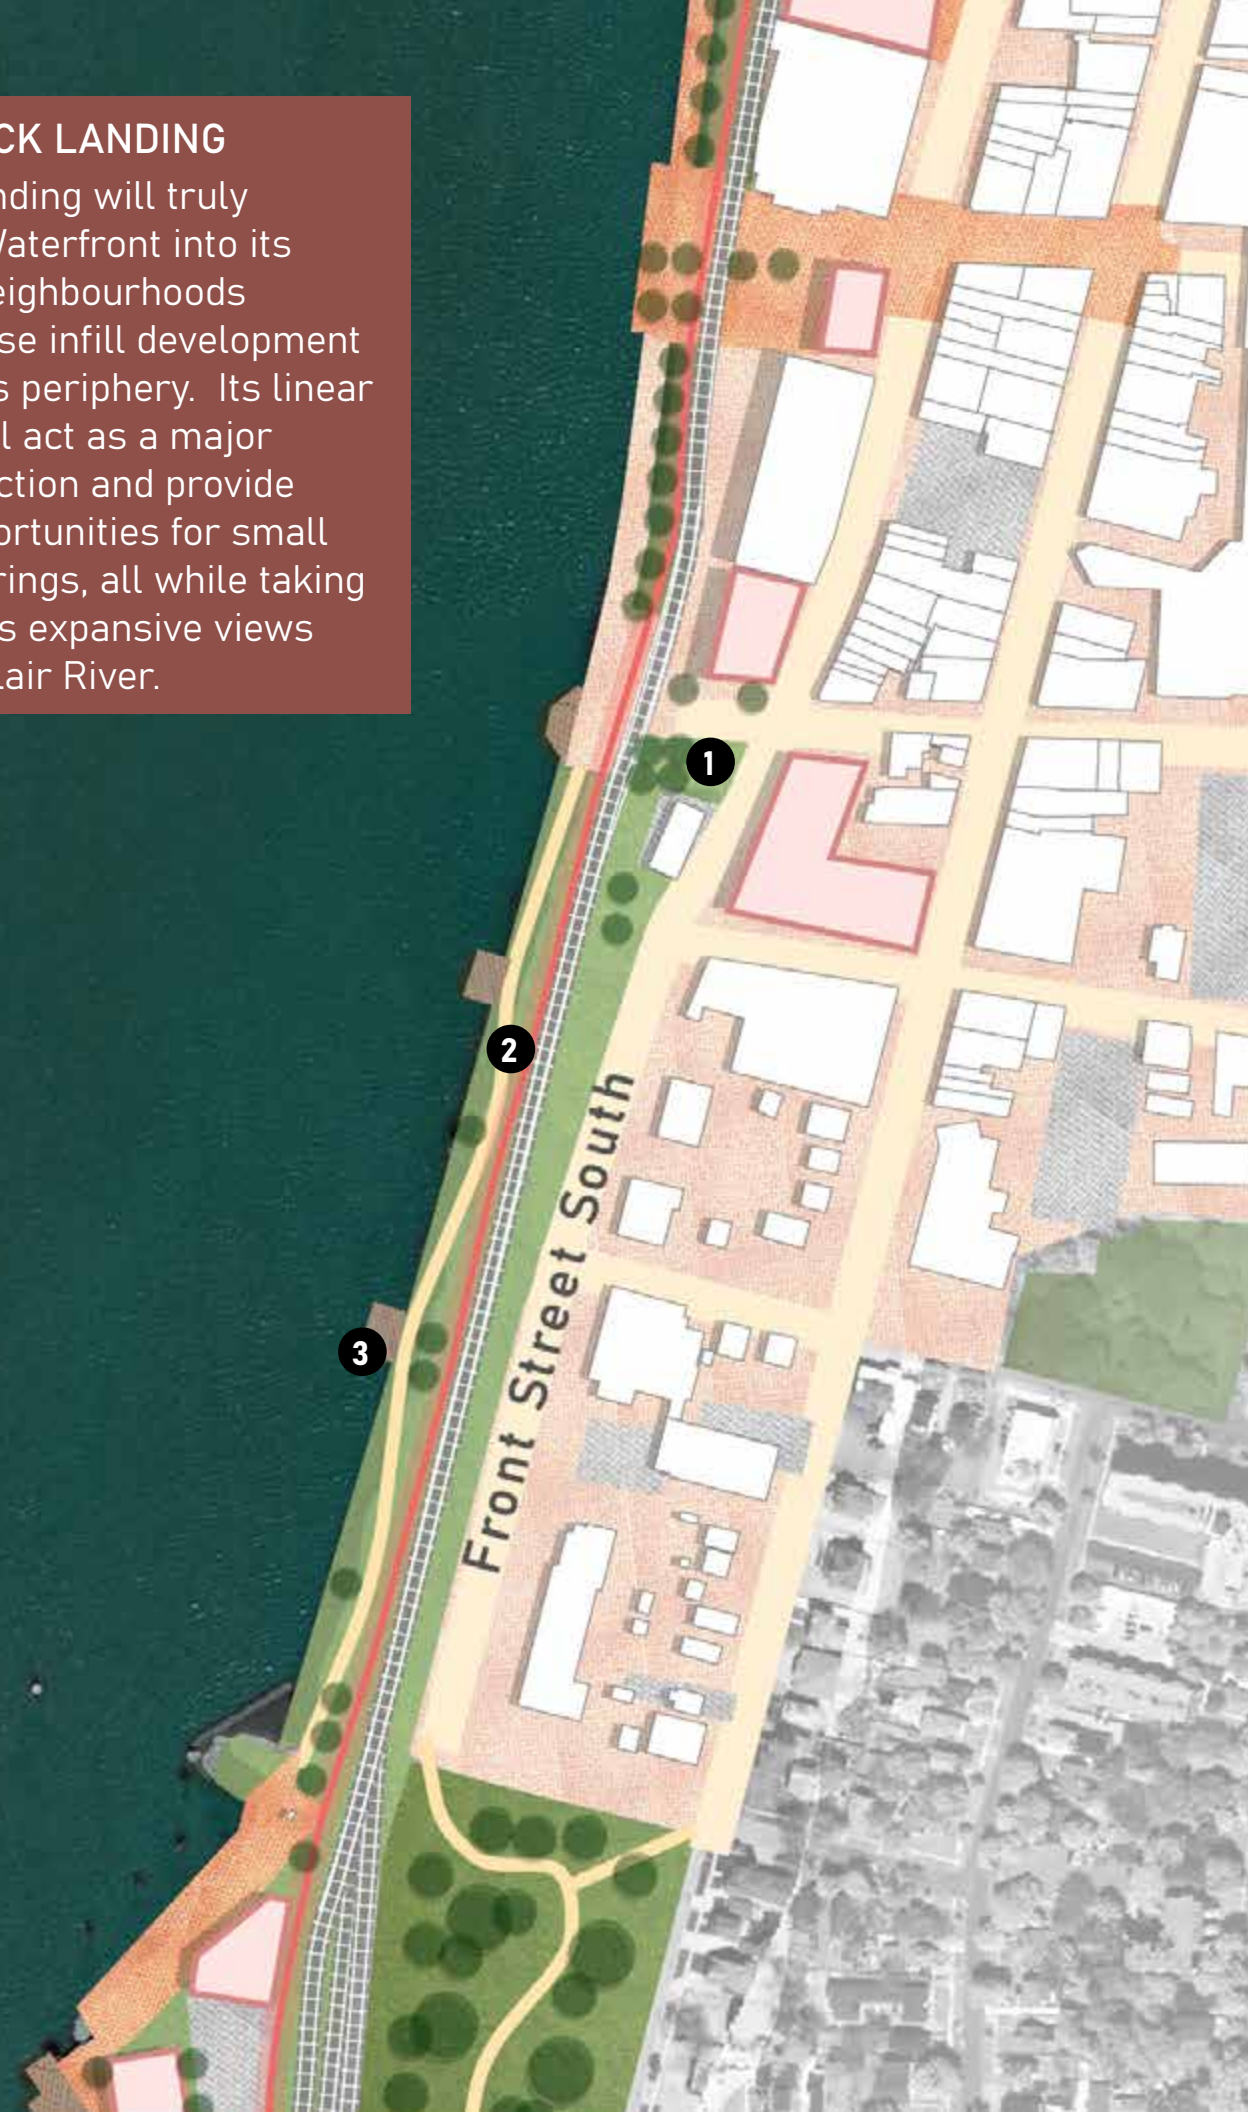 CK LANDING
nding will truly
Waterfront into its
eighbourhoods
se infill development
s periphery. Its linear
l act as a major
ction and provide
ortunities for small
rings, all while taking
s expansive views
lair River.
1
2
3
Front Street South